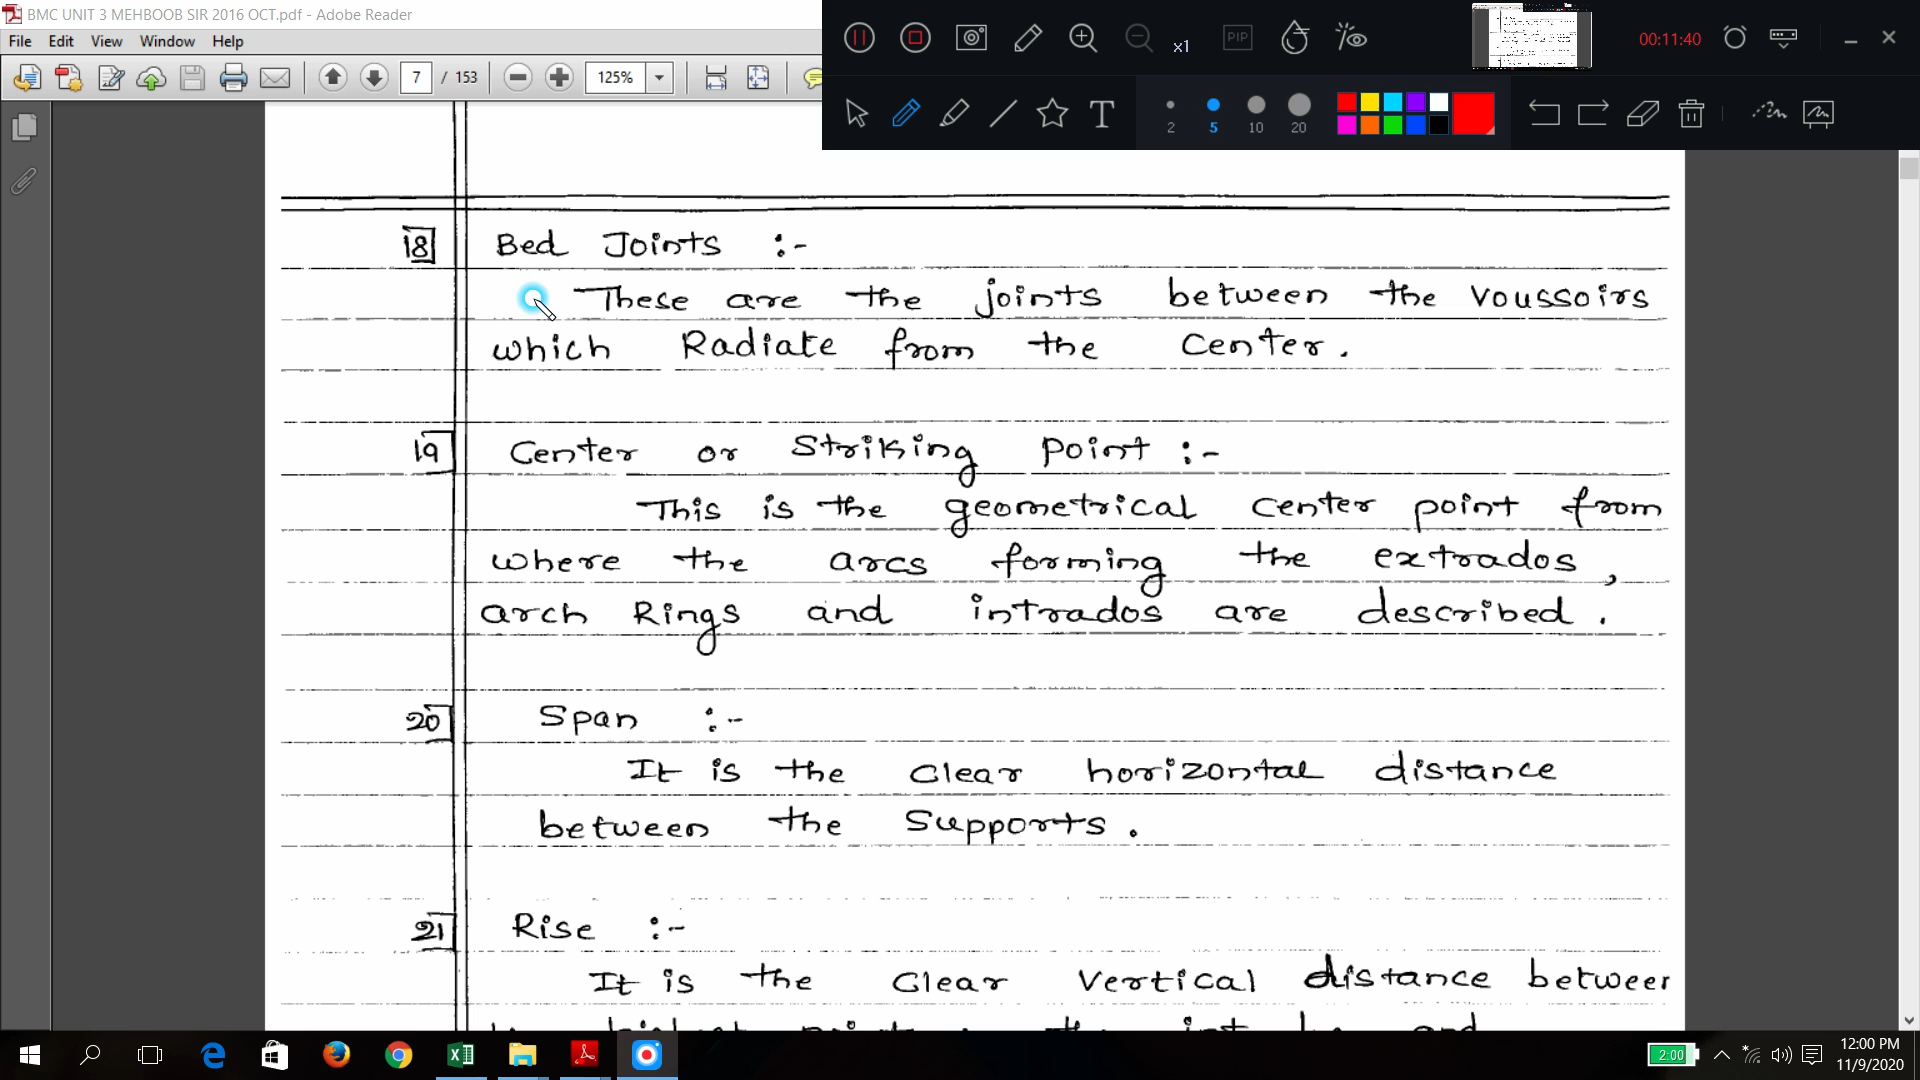 BMC UNIT 3 MEHBOOB SIR 2016 OCT.pdf - Adobe Reader
File Edit View Window Help
7 / 153 125%
x1 PIP 00:11:40
T 2 5 10 20
18 Bed Joints :-
These are the joints between the voussoirs
which Radiate from the center.
19 Center or Striking Point :-
This is the geometrical center point from
where the arcs forming the extrados,
arch Rings and intrados are described.
20 Span :-
It is the clear horizontal distance
between the Supports.
21 Rise :-
It is the clear vertical distance between
2:00 12:00 PM
11/9/2020